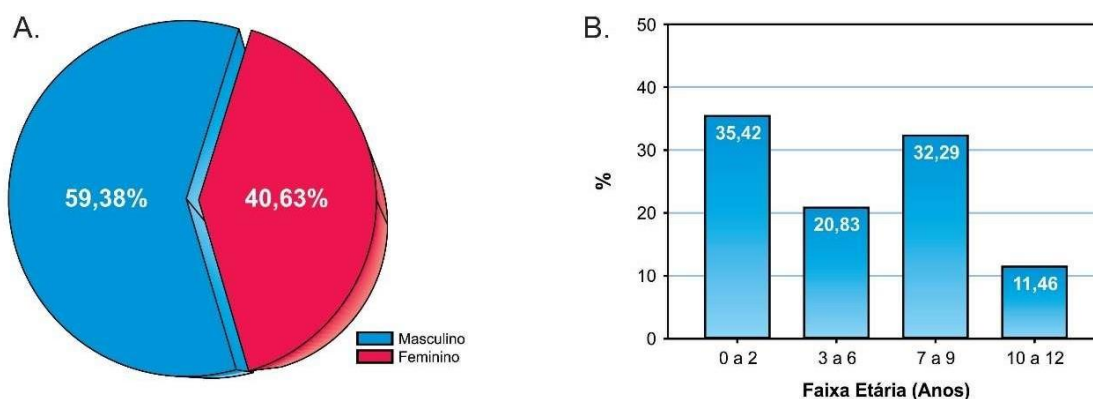 A.
59,38%
40,63%
Masculino
Feminino
B.
50
40
30
20
10
0
%
35,42
20,83
32,29
11,46
0 a 2
3 a 6
7 a 9
10 a 12
Faixa Etária (Anos)